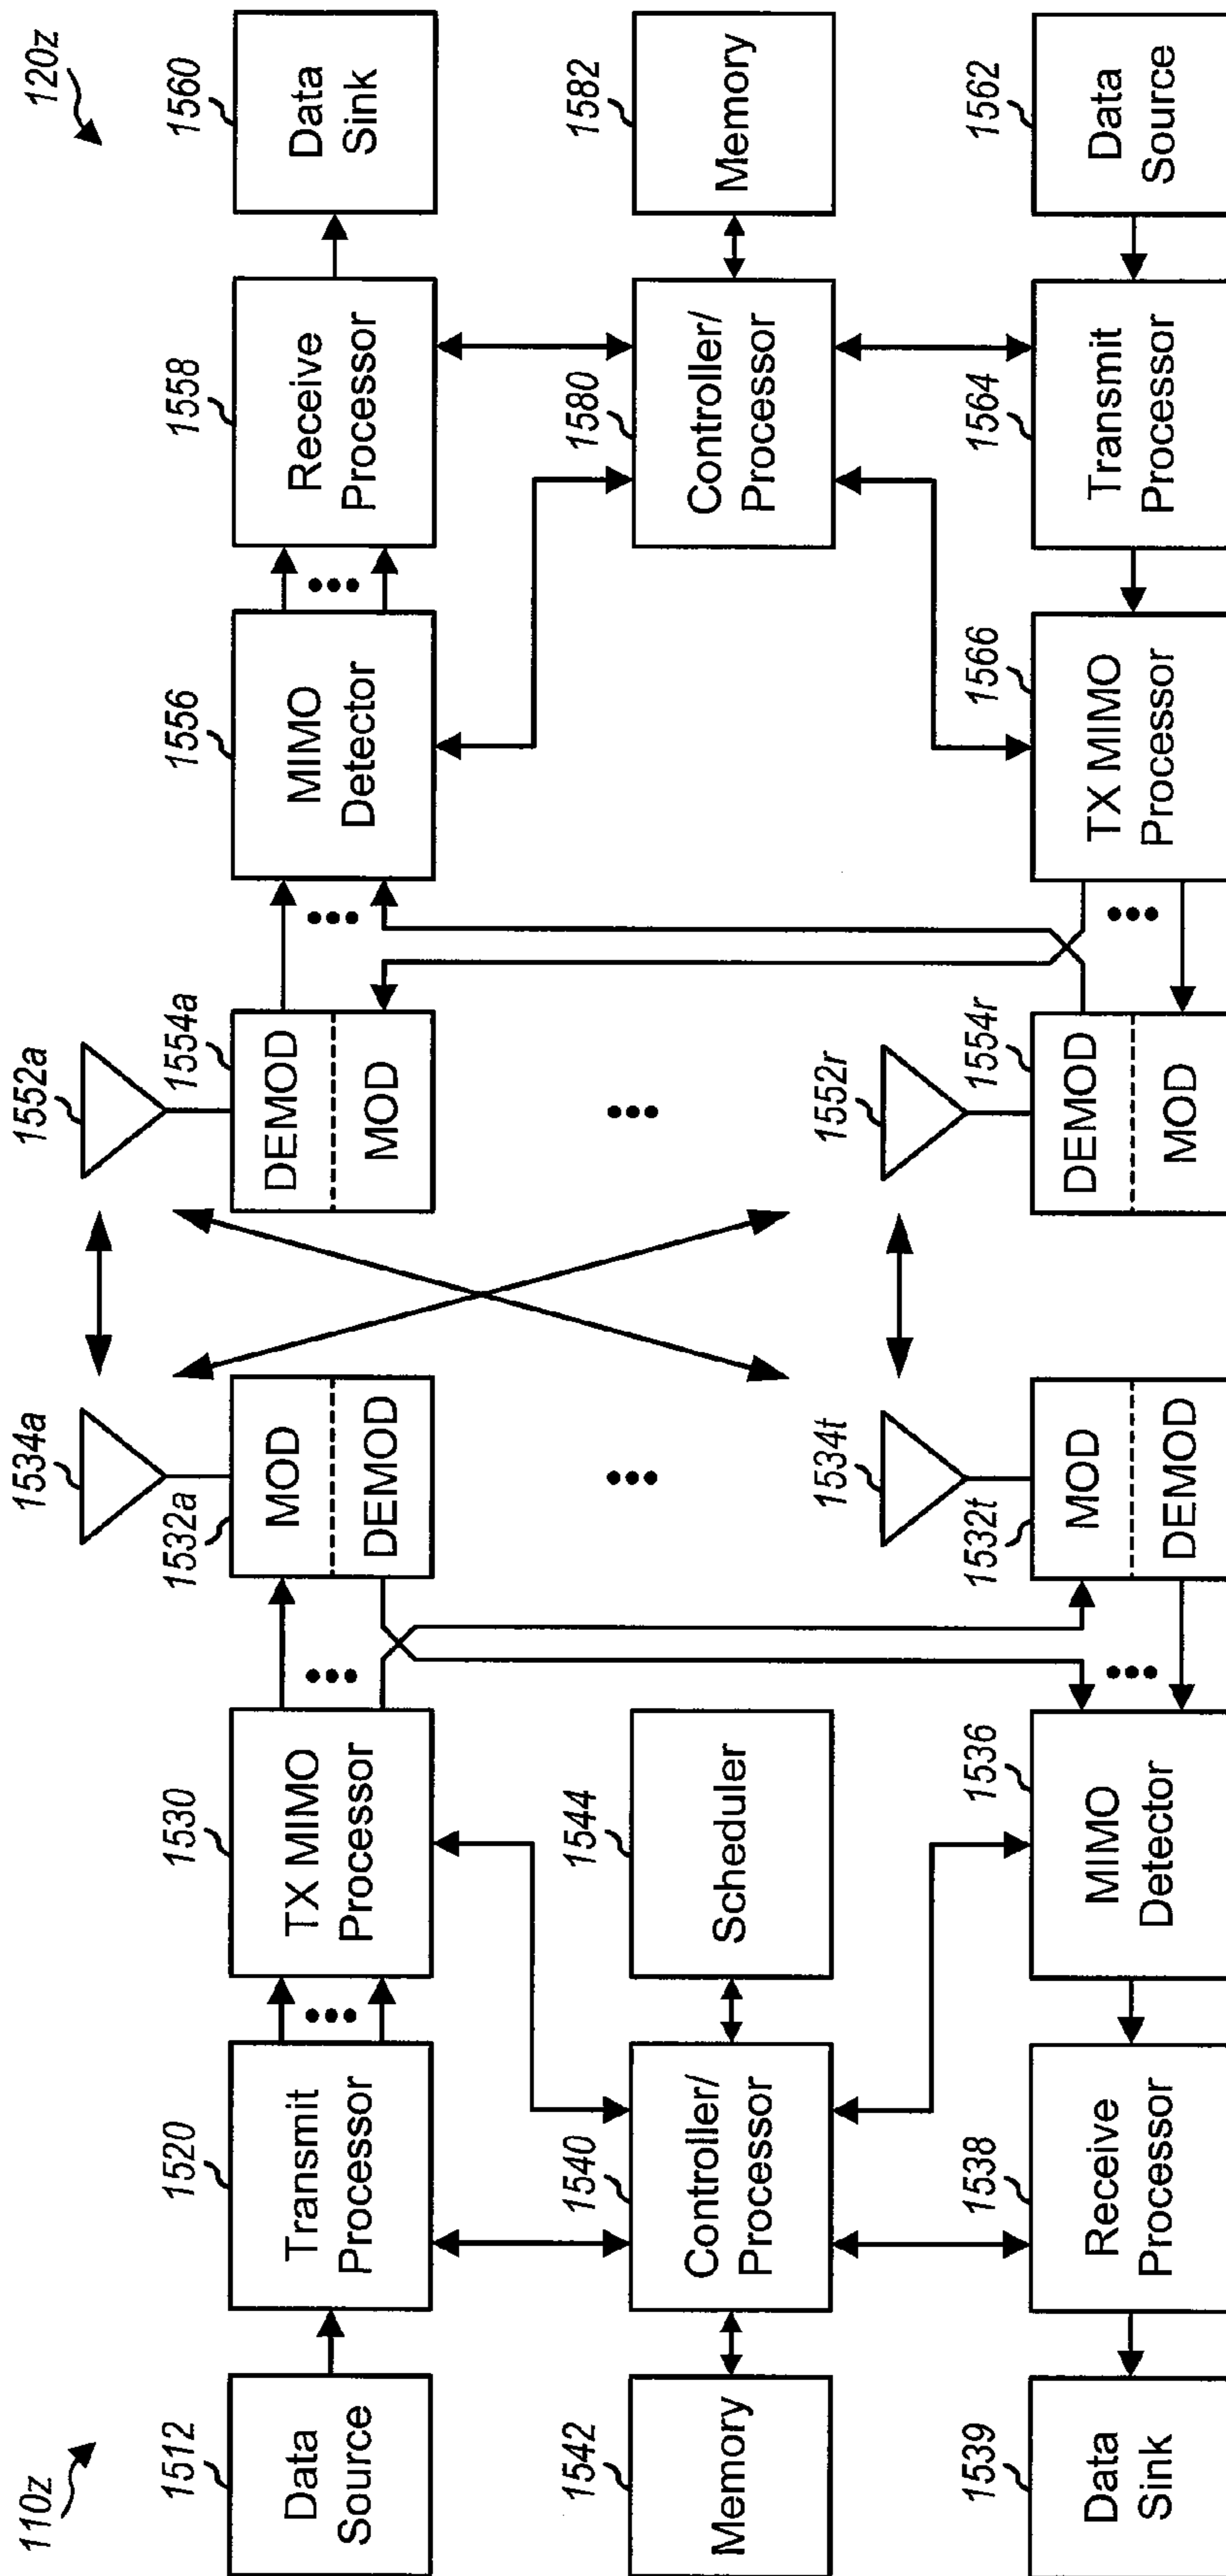 110z
120z
1512
Data
Source
1520
Transmit
Processor
1530
TX MIMO
Processor
1532a
MOD
DEMOD
1534a
1552a
1554a
DEMOD
MOD
1556
MIMO
Detector
1558
Receive
Processor
1560
Data
Sink
1542
Memory
1540
Controller/
Processor
1544
Scheduler
1580
Controller/
Processor
1582
Memory
1539
Data
Sink
1538
Receive
Processor
1536
MIMO
Detector
1532t
MOD
DEMOD
1534t
1552r
1554r
DEMOD
MOD
1566
TX MIMO
Processor
1564
Transmit
Processor
1562
Data
Source